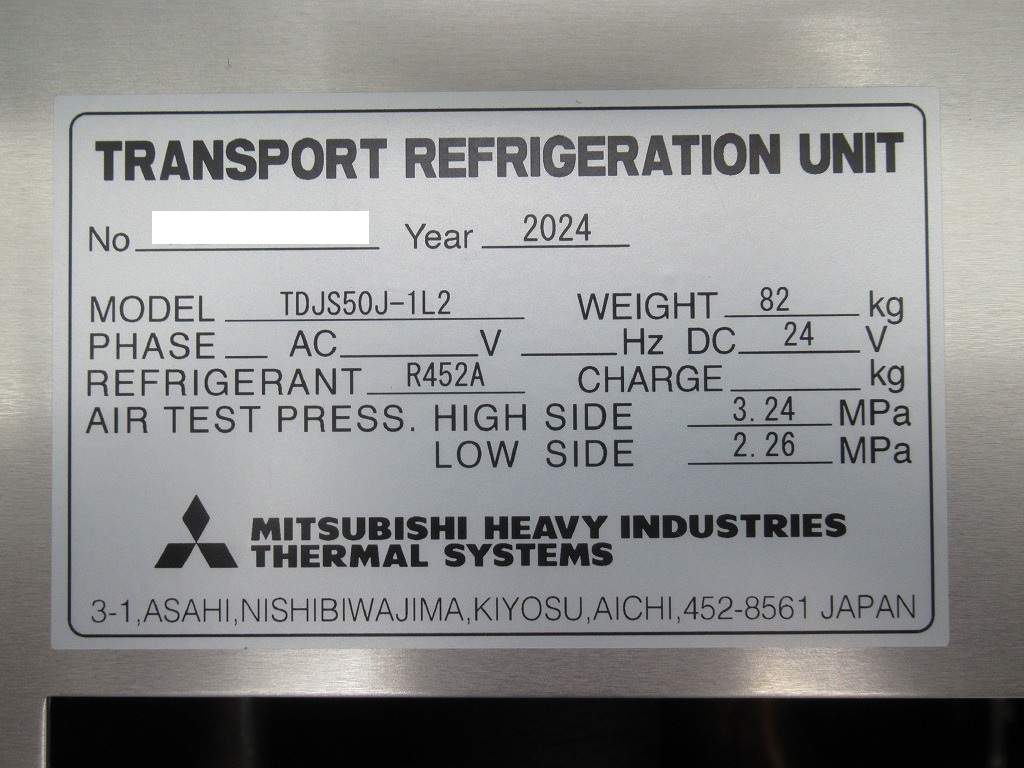 TRANSPORT REFRIGERATION UNIT
No Year 2024
MODEL TDJS50J-1L2 WEIGHT 82 kg
PHASE AC V Hz DC 24 V
REFRIGERANT R452A CHARGE kg
AIR TEST PRESS. HIGH SIDE 3.24 MPa
LOW SIDE 2.26 MPa
MITSUBISHI HEAVY INDUSTRIES
THERMAL SYSTEMS
3-1,ASAHI,NISHIBIWAJIMA,KIYOSU,AICHI,452-8561 JAPAN